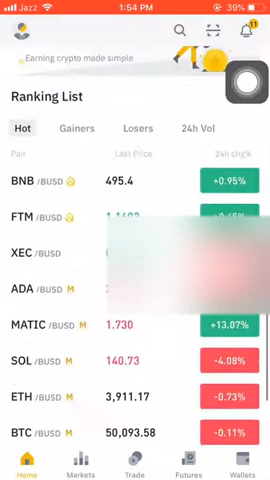 Jazz 1:54 PM 39%
11
Earning crypto made simple
Ranking List
Hot Gainers Losers 24h Vol
Pair Last Price 24h chg%
BNB /BUSD 495.4 +0.95%
FTM /BUSD
XEC /BUSD
ADA /BUSD M
MATIC /BUSD M 1.730 +13.07%
SOL /BUSD M 140.73 -4.08%
ETH /BUSD M 3,911.17 -0.73%
BTC /BUSD M 50,093.58 -0.11%
Home Markets Trade Futures Wallets